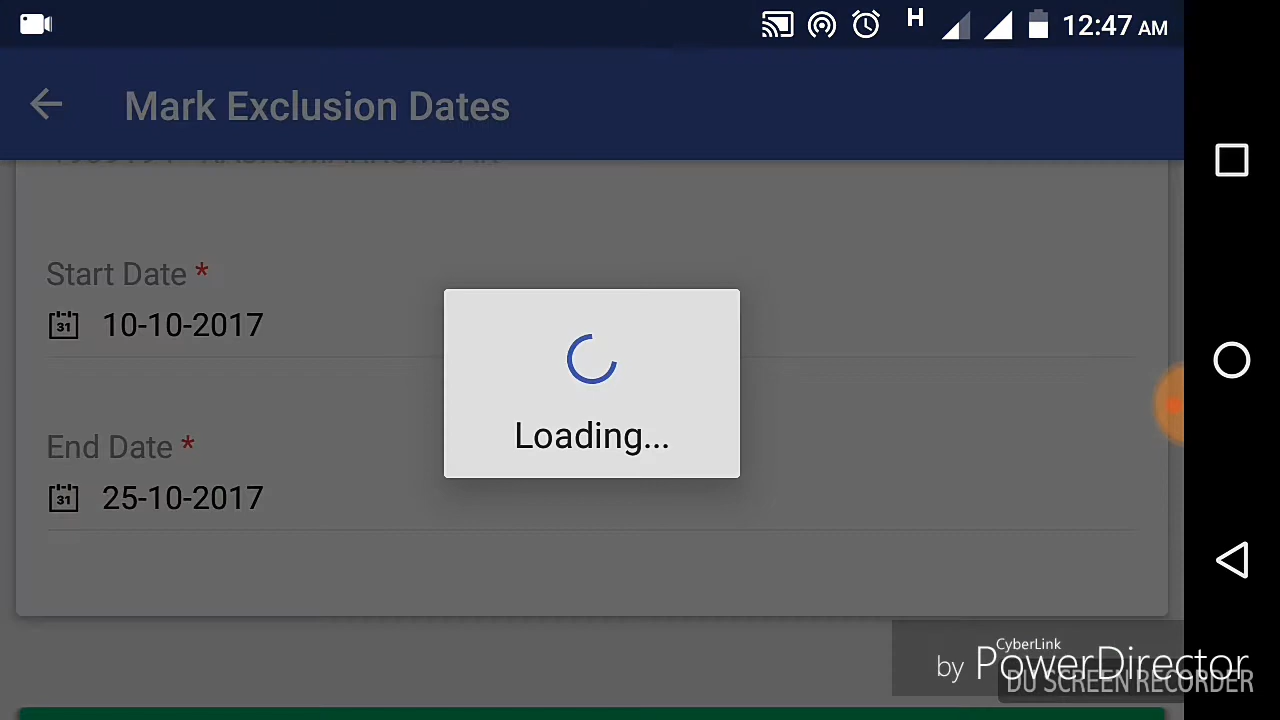 H 12:47 AM
Mark Exclusion Dates
Start Date *
31 10-10-2017
Loading...
End Date *
31 25-10-2017
CyberLink
by PowerDirector
DU SCREEN RECORDER